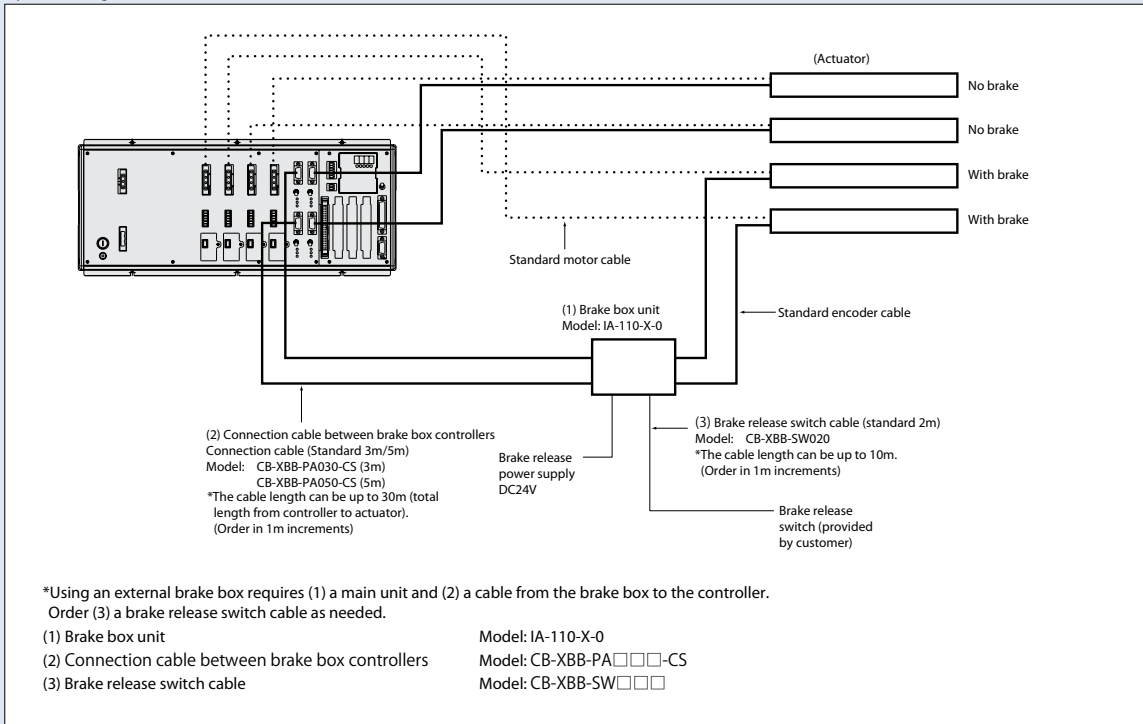 (Actuator)
No brake
No brake
With brake
With brake
Standard motor cable
(1) Brake box unit
Model: IA-110-X-0
Standard encoder cable
(2) Connection cable between brake box controllers
Connection cable (Standard 3m/5m)
Model: CB-XBB-PA030-CS (3m)
CB-XBB-PA050-CS (5m)
*The cable length can be up to 30m (total
length from controller to actuator).
(Order in 1m increments)
Brake release
power supply
DC24V
(3) Brake release switch cable (standard 2m)
Model: CB-XBB-SW020
*The cable length can be up to 10m.
(Order in 1m increments)
Brake release
switch (provided
by customer)
*Using an external brake box requires (1) a main unit and (2) a cable from the brake box to the controller.
Order (3) a brake release switch cable as needed.
(1) Brake box unit Model: IA-110-X-0
(2) Connection cable between brake box controllers Model: CB-XBB-PA□□□-CS
(3) Brake release switch cable Model: CB-XBB-SW□□□